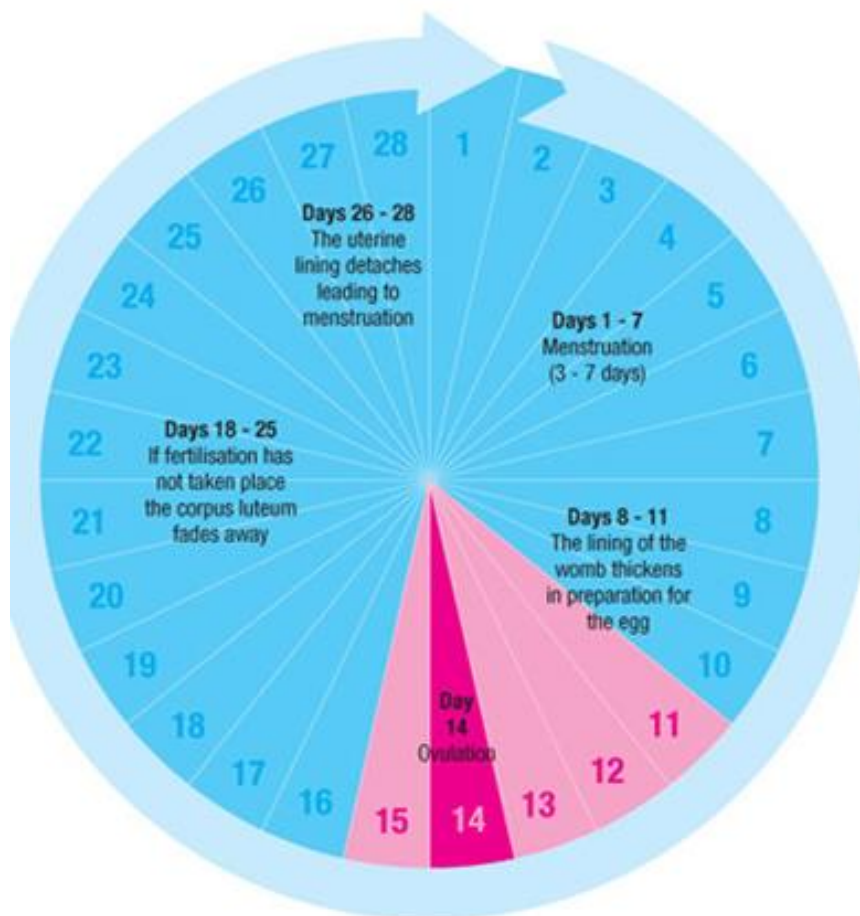 1
2
3
4
5
6
7
8
9
10
11
12
13
14
15
16
17
18
19
20
21
22
23
24
25
26
27
28
Days 1 - 7
Menstruation
(3 - 7 days)
Days 8 - 11
The lining of the
womb thickens
in preparation for
the egg
Day
14
Ovulation
Days 18 - 25
If fertilisation has
not taken place
the corpus luteum
fades away
Days 26 - 28
The uterine
lining detaches
leading to
menstruation